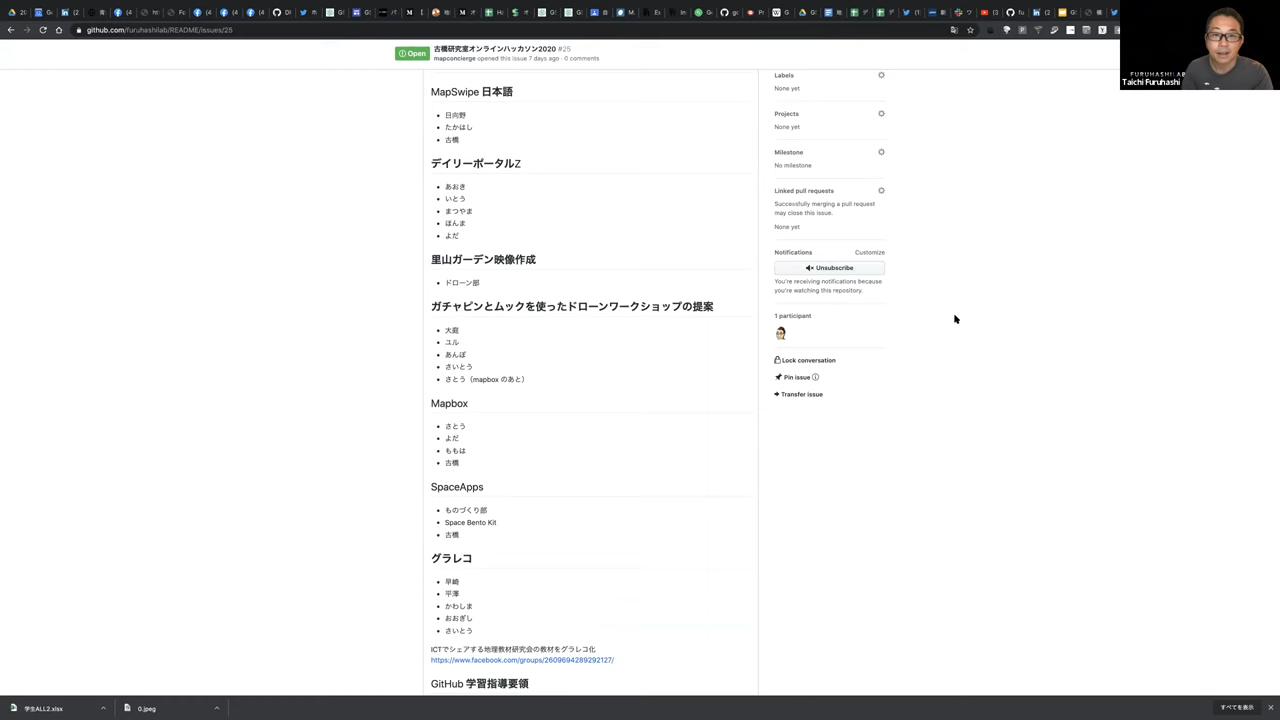 github.com/furuhashilab/README/issues/25
Open
古橋研究室オンラインハッカソン2020 #25
mapconcierge opened this issue 7 days ago · 0 comments
Taichi Furuhashi
MapSwipe 日本語
日向野
たかはし
古橋
デイリーポータルZ
あおき
いとう
まつやま
ほんま
よだ
里山ガーデン映像作成
ドローン部
ガチャピンとムックを使ったドローンワークショップの提案
大庭
ユル
あんぽ
さいとう
さとう（mapbox のあと）
Mapbox
さとう
よだ
ももは
古橋
SpaceApps
ものづくり部
Space Bento Kit
古橋
グラレコ
早崎
平澤
かわしま
おおぎし
さいとう
ICTでシェアする地理教材研究会の教材をグラレコ化
https://www.facebook.com/groups/2609694289292127/
GitHub 学習指導要領
Labels
None yet
Projects
None yet
Milestone
No milestone
Linked pull requests
Successfully merging a pull request
may close this issue.
None yet
Notifications
Customize
Unsubscribe
You're receiving notifications because
you're watching this repository.
1 participant
Lock conversation
Pin issue
Transfer issue
学生ALL2.xlsx
0.jpeg
すべてを表示